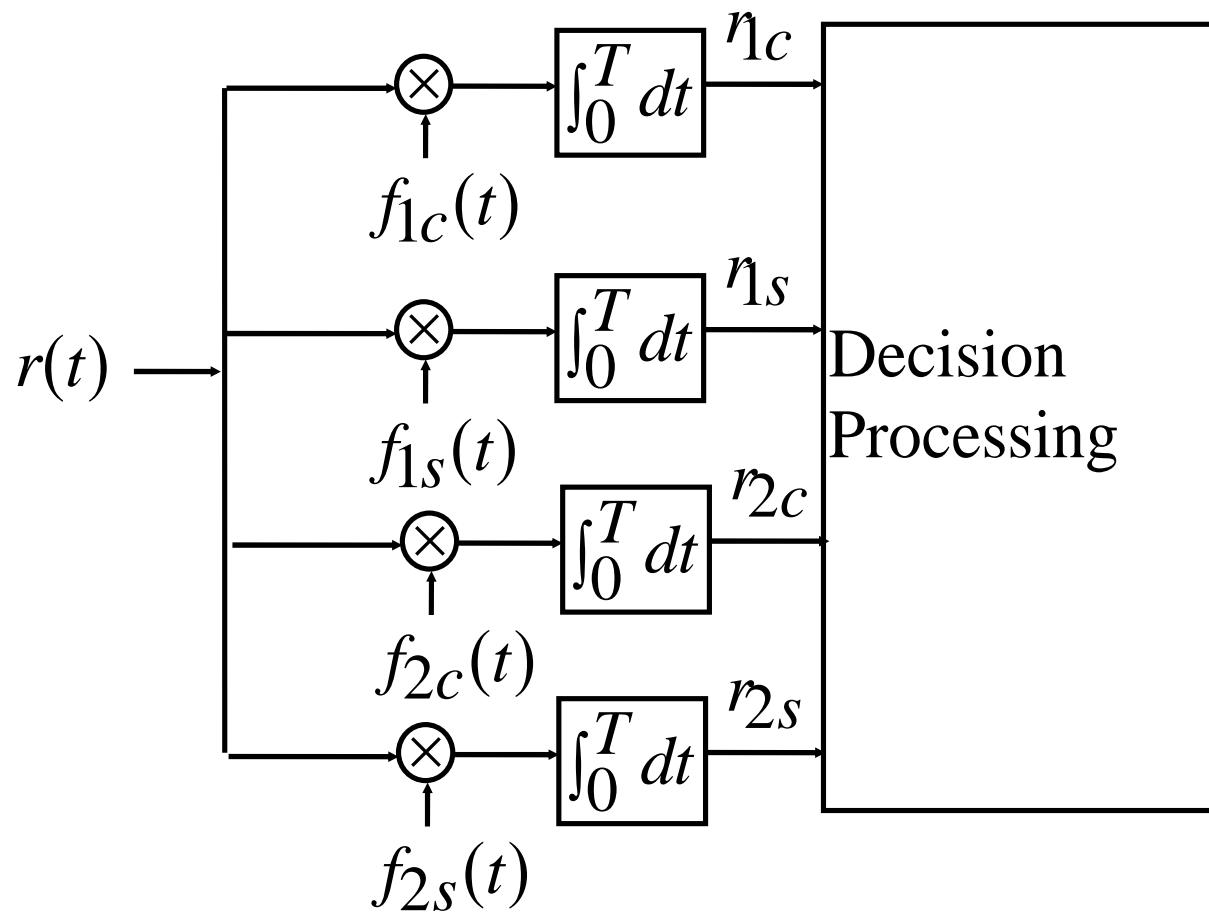 r1c
∫0T dt
f1c(t)
r1s
∫0T dt
f1s(t)
r(t)
Decision
Processing
r2c
∫0T dt
f2c(t)
r2s
∫0T dt
f2s(t)